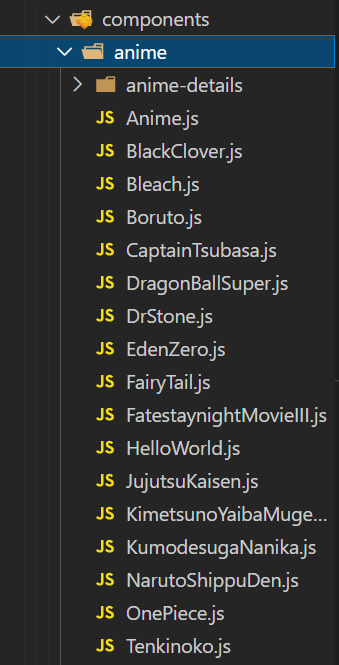 components
anime
anime-details
JS Anime.js
JS BlackClover.js
JS Bleach.js
JS Boruto.js
JS CaptainTsubasa.js
JS DragonBallSuper.js
JS DrStone.js
JS EdenZero.js
JS FairyTail.js
JS FatestaynightMovieIII.js
JS HelloWorld.js
JS JujutsuKaisen.js
JS KimetsunoYaibaMuge...
JS KumodesugaNanika.js
JS NarutoShippuDen.js
JS OnePiece.js
JS Tenkinoko.js